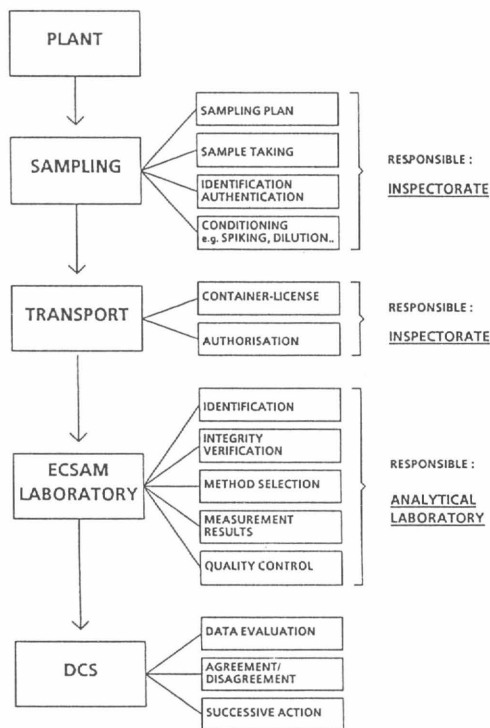 PLANT
SAMPLING
SAMPLING PLAN
SAMPLE TAKING
IDENTIFICATION
AUTHENTICATION
CONDITIONING
e.g. SPIKING, DILUTION..
RESPONSIBLE :
INSPECTORATE
TRANSPORT
CONTAINER-LICENSE
AUTHORISATION
RESPONSIBLE :
INSPECTORATE
ECSAM
LABORATORY
IDENTIFICATION
INTEGRITY
VERIFICATION
METHOD SELECTION
MEASUREMENT
RESULTS
QUALITY CONTROL
RESPONSIBLE :
ANALYTICAL
LABORATORY
DCS
DATA EVALUATION
AGREEMENT/
DISAGREEMENT
SUCCESSIVE ACTION